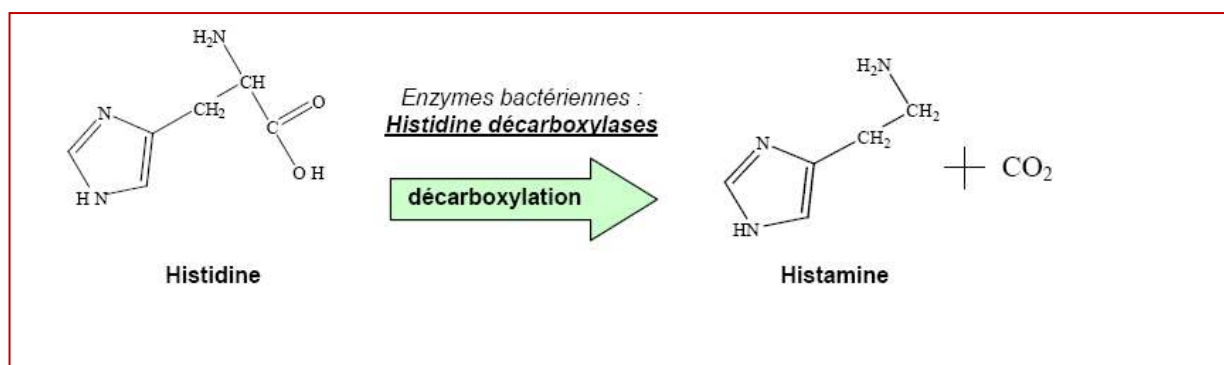 H₂N
CH
O
N
CH₂
C
OH
HN
Histidine
Enzymes bactériennes :
Histidine décarboxylases
décarboxylation
H₂N
CH₂
CH₂
N
HN
+ CO₂
Histamine